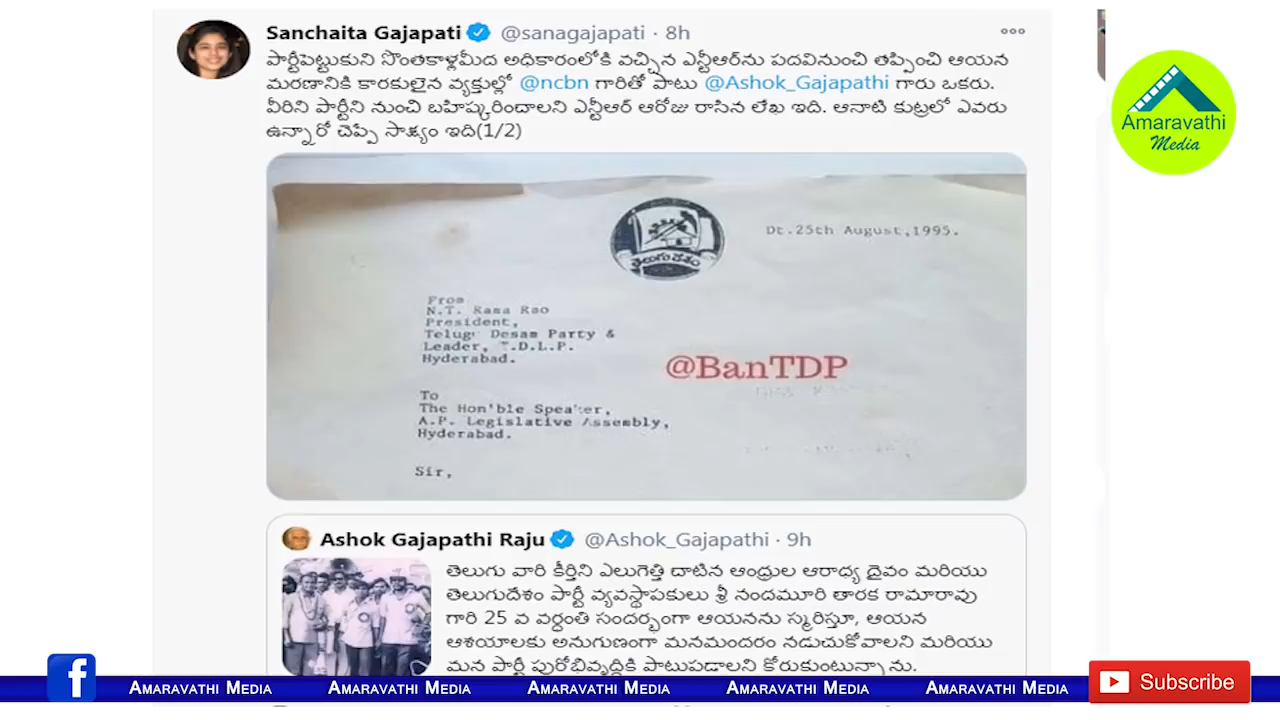 Sanchaita Gajapati @sanagajapati · 8h
పార్టీపెట్టుకుని సొంతకాళ్లమీద అధికారంలోకి వచ్చిన ఎన్టీఆర్‌ను పదవినుంచి తప్పించి ఆయన
మరణానికి కారకులైన వ్యక్తుల్లో @ncbn గారితో పాటు @Ashok_Gajapathi గారు ఒకరు.
వీరిని పార్టీని నుంచి బహిష్కరించాలని ఎన్టీఆర్ ఆరోజు రాసిన లేఖ ఇది. ఆనాటి కుట్రలో ఎవరు
ఉన్నారో చెప్పే సాక్ష్యం ఇది(1/2)
Amaravathi
Media
తెలుగుదేశం
Dt.25th August,1995.
From
N.T. Rama Rao
President,
Telugu Desam Party &
Leader, T.D.L.P.
Hyderabad.
@BanTDP
To
The Hon'ble Speaker,
A.P. Legislative Assembly,
Hyderabad.
Sir,
Ashok Gajapathi Raju @Ashok_Gajapathi · 9h
తెలుగు వారి కీర్తిని ఎలుగెత్తి చాటిన ఆంధ్రుల ఆరాధ్య దైవం మరియు
తెలుగుదేశం పార్టీ వ్యవస్థాపకులు శ్రీ నందమూరి తారక రామారావు
గారి 25 వ వర్ధంతి సందర్భంగా ఆయనను స్మరిస్తూ, ఆయన
ఆశయాలకు అనుగుణంగా మనమందరం నడుచుకోవాలని మరియు
మన పార్టీ పురోభివృద్ధికి పాటుపడాలని కోరుకుంటున్నాను.
Amaravathi Media Amaravathi Media Amaravathi Media Amaravathi Media Amaravathi Media
Subscribe